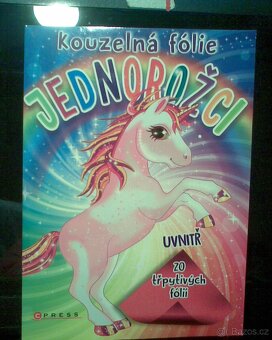 kouzelná fólie
JEDNOROŽCI
UVNITŘ
20
třpytivých
fólií
CPRESS
Bazos.cz